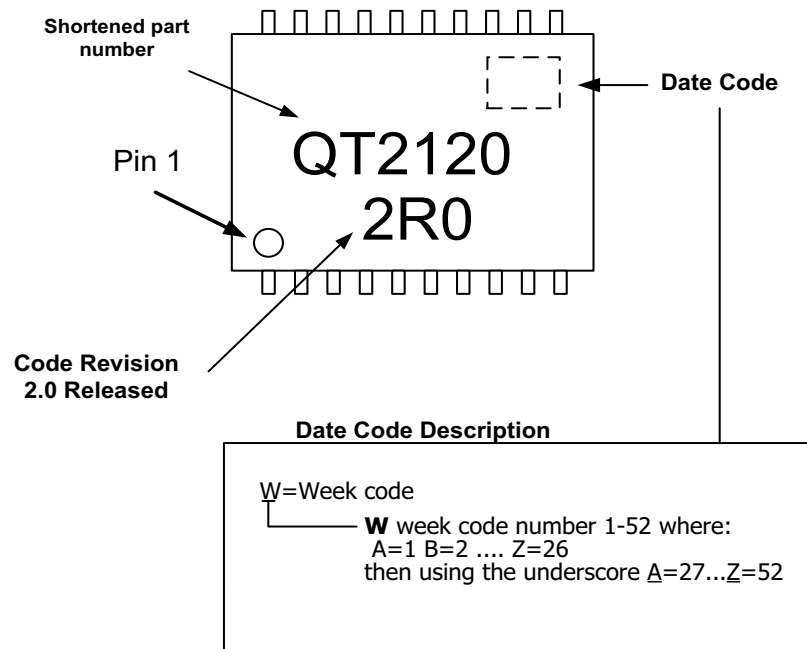 Shortened part
number
Date Code
QT2120
Pin 1
2R0
Code Revision
2.0 Released
Date Code Description
W=Week code
W week code number 1-52 where:
A=1 B=2 .... Z=26
then using the underscore A=27...Z=52